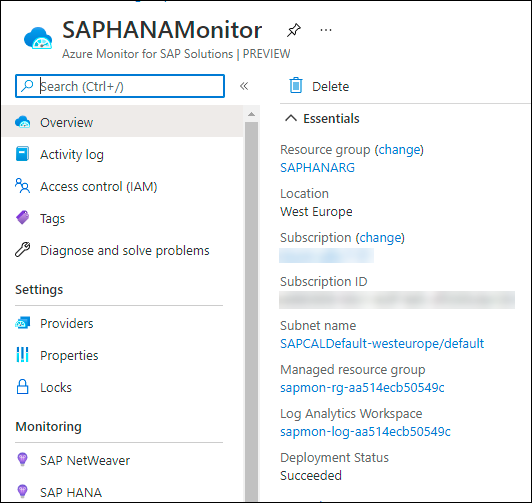 SAPHANAMonitor
Azure Monitor for SAP Solutions | PREVIEW
Search (Ctrl+/)
Overview
Activity log
Access control (IAM)
Tags
Diagnose and solve problems
Settings
Providers
Properties
Locks
Monitoring
SAP NetWeaver
SAP HANA
Delete
Essentials
Resource group (change)
SAPHANARG
Location
West Europe
Subscription (change)
Subscription ID
Subnet name
SAPCALDefault-westeurope/default
Managed resource group
sapmon-rg-aa514ecb50549c
Log Analytics Workspace
sapmon-log-aa514ecb50549c
Deployment Status
Succeeded